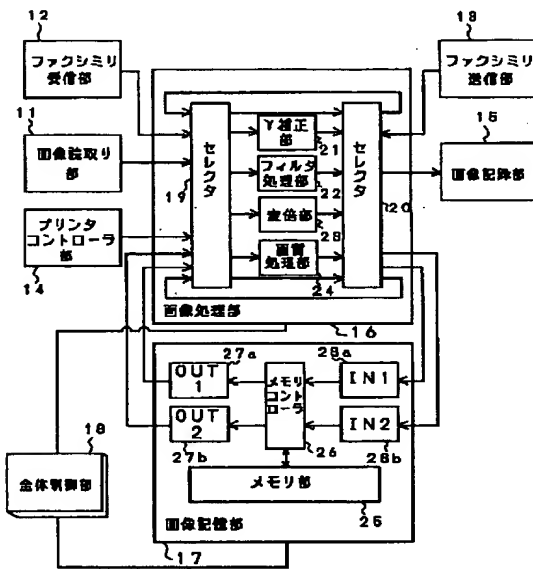 12
ファクシミリ
受信部
11
画像読取り
部
プリンタ
コントローラ
部
14
13
ファクシミリ
送信部
15
画像記録部
セレクタ
19
γ補正
部
21
フィルタ
処理部
22
変倍部
23
画質
処理部
24
セレクタ
20
画像処理部
16
27a
OUT
1
OUT
2
27b
メモリ
コント
ローラ
26
28a
IN1
IN2
28b
メモリ部
25
画像記憶部
17
18
全体制御部